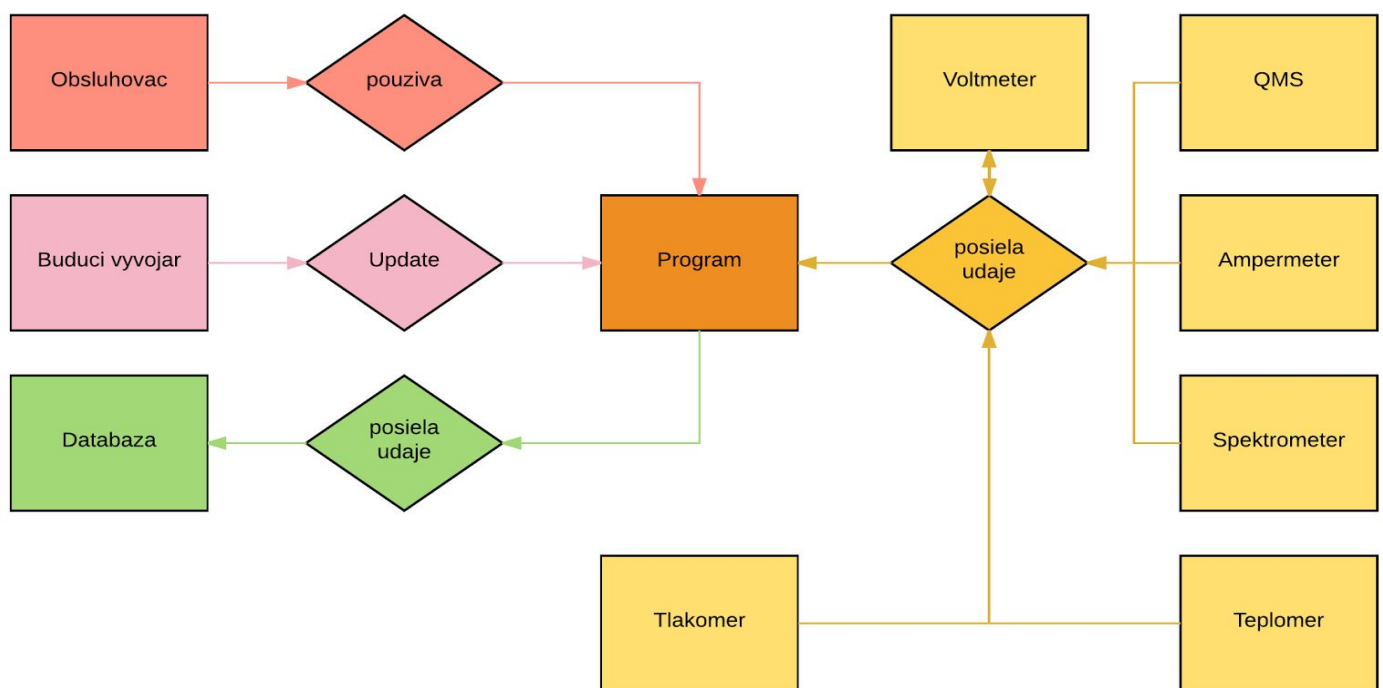 Obsluhovac
pouziva
Voltmeter
QMS
Buduci vyvojar
Update
Program
posiela
udaje
Ampermeter
Databaza
posiela
udaje
Spektrometer
Tlakomer
Teplomer